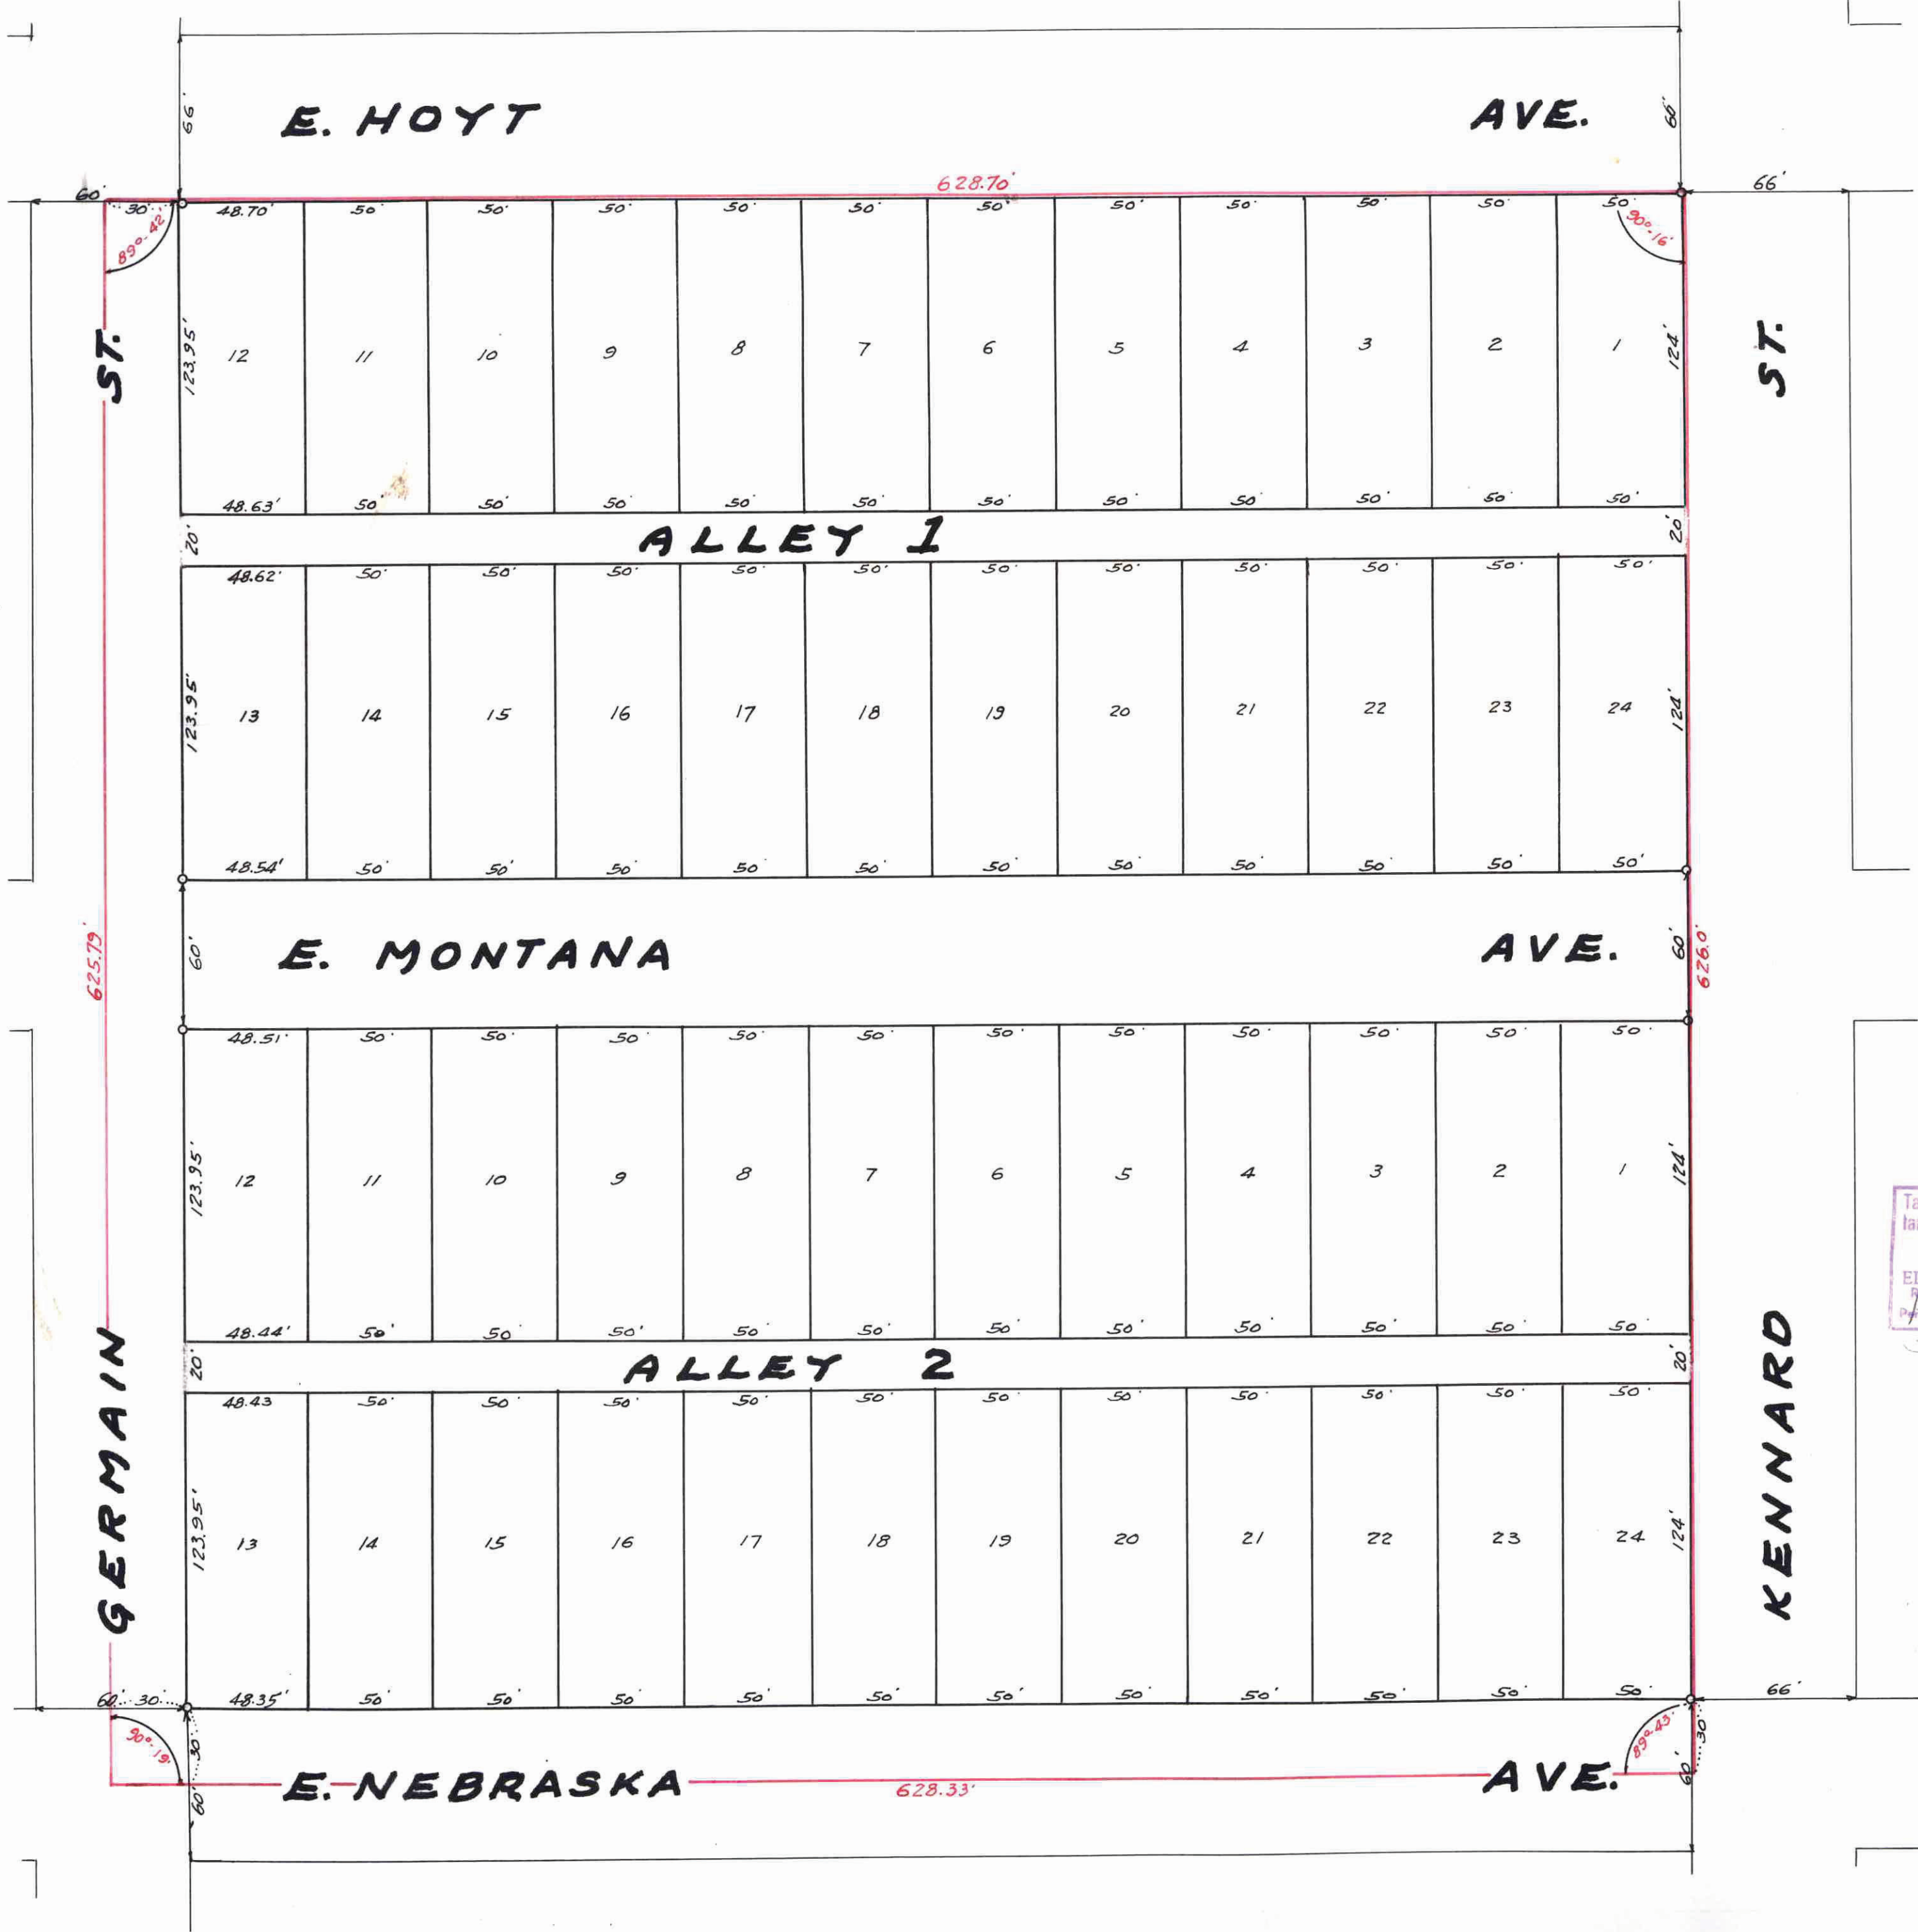 66'
E. HOYT AVE.
66'
60' 30' 628.70' 66'
89°-42' 48.70' 50' 50' 50' 50' 50' 50' 50' 50' 50' 50' 50' 90°-16'
ST. 123.95' 12 11 10 9 8 7 6 5 4 3 2 1 124' ST.
48.63' 50' 50' 50' 50' 50' 50' 50' 50' 50' 50' 50'
20' ALLEY 1 20'
48.62' 50' 50' 50' 50' 50' 50' 50' 50' 50' 50' 50'
123.95' 13 14 15 16 17 18 19 20 21 22 23 24 124'
48.54' 50' 50' 50' 50' 50' 50' 50' 50' 50' 50' 50'
625.79' 60' E. MONTANA AVE. 60' 626.0'
48.51' 50' 50' 50' 50' 50' 50' 50' 50' 50' 50' 50'
123.95' 12 11 10 9 8 7 6 5 4 3 2 1 124'
48.44' 50' 50' 50' 50' 50' 50' 50' 50' 50' 50' 50'
20' ALLEY 2 20'
48.43 50' 50' 50' 50' 50' 50' 50' 50' 50' 50' 50'
GERMAIN 123.95' 13 14 15 16 17 18 19 20 21 22 23 24 124' KENNARD
60' 30' 48.35' 50' 50' 50' 50' 50' 50' 50' 50' 50' 50' 50' 66'
90°-19' 30' 89°-43' 30'
60' E. NEBRASKA 628.33' AVE. 60'